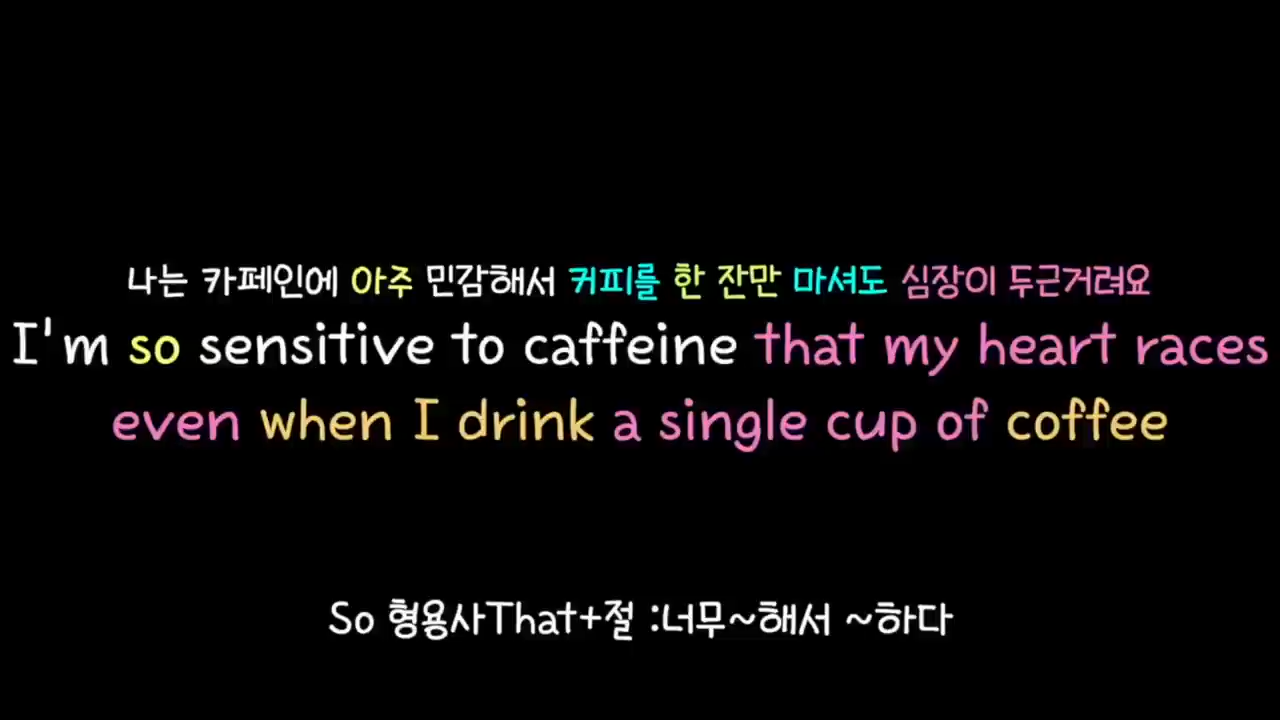 나는 카페인에 아주 민감해서 커피를 한 잔만 마셔도 심장이 두근거려요
I'm so sensitive to caffeine that my heart races
even when I drink a single cup of coffee
So 형용사That+절 :너무~해서 ~하다